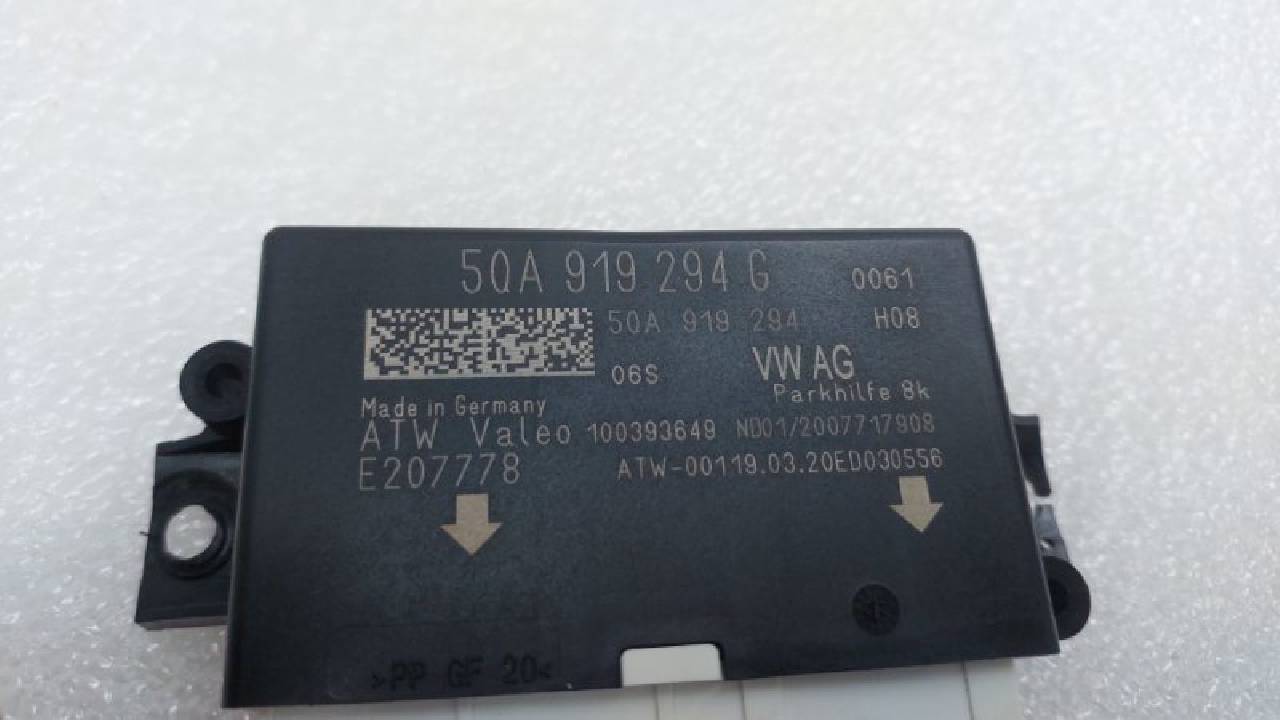 5QA 919 294 G 0061
5QA 919 294 H08
06S VW AG
Parkhilfe 8k
Made in Germany
ATW Valeo 100393649 ND01/2007717908
E207778 ATW-00119.03.20ED030556
>PP GF 20<